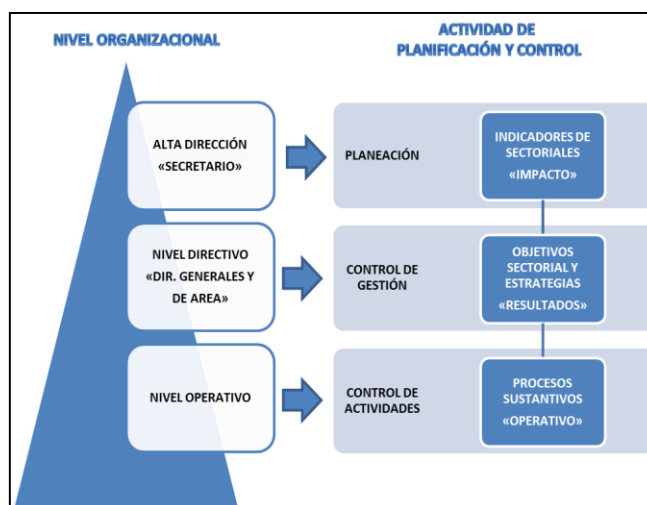 NIVEL ORGANIZACIONAL
ACTIVIDAD DE
PLANIFICACIÓN Y CONTROL
ALTA DIRECCIÓN
«SECRETARIO»
PLANEACIÓN
INDICADORES DE
SECTORIALES
«IMPACTO»
NIVEL DIRECTIVO
«DIR. GENERALES Y
DE AREA»
CONTROL DE
GESTIÓN
OBJETIVOS
SECTORIAL Y
ESTRATEGIAS
«RESULTADOS»
NIVEL OPERATIVO
CONTROL DE
ACTIVIDADES
PROCESOS
SUSTANTIVOS
«OPERATIVO»